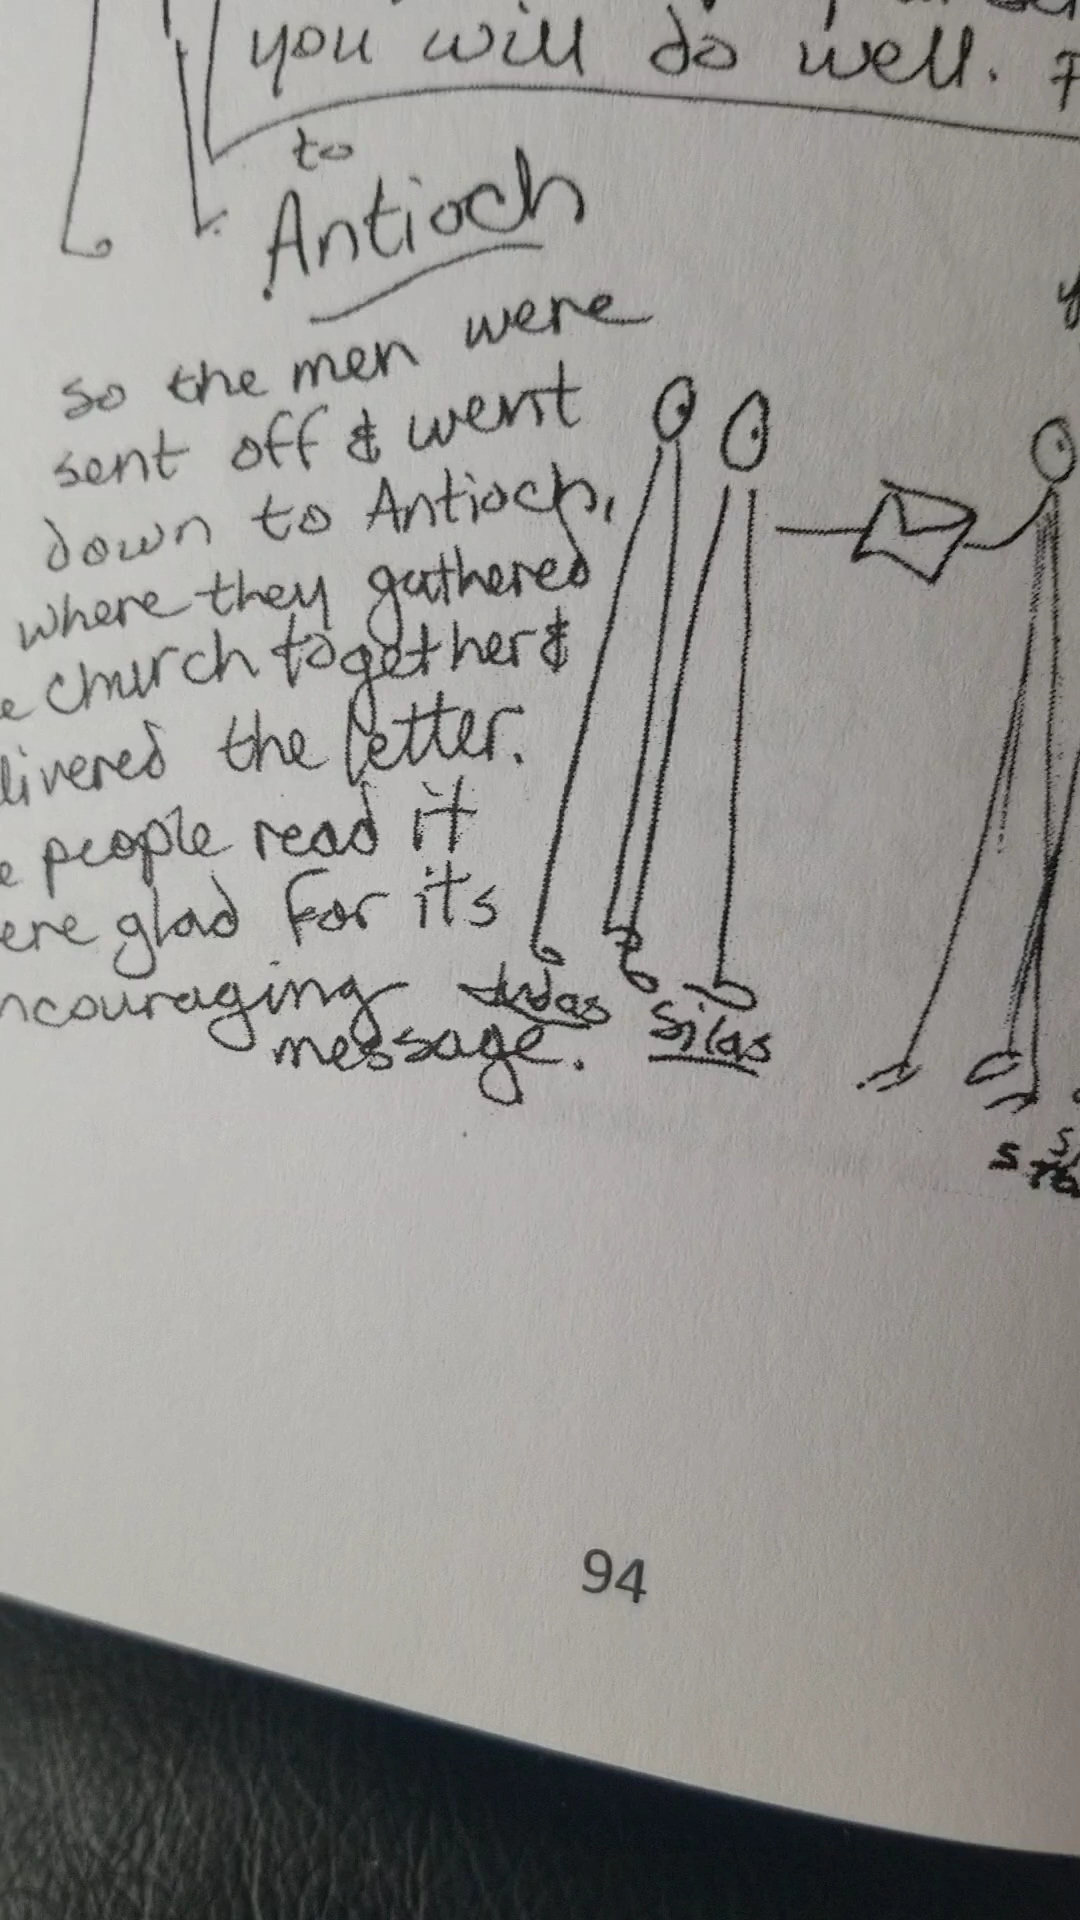 you will do well.
to
Antioch
so the men were
sent off & went
down to Antioch,
where they gathered
e church together &
livered the letter.
e people read it
ere glad for its
ncouraging
message.
Judas
Silas
94